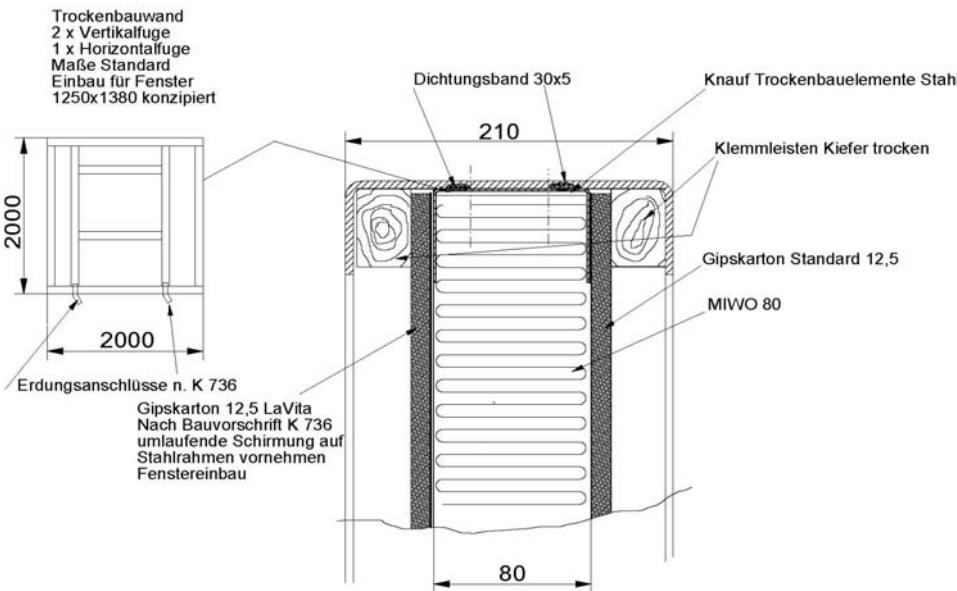 Trockenbauwand
2 x Vertikalfuge
1 x Horizontalfuge
Maße Standard
Einbau für Fenster
1250x1380 konzipiert
Dichtungsband 30x5
Knauf Trockenbauelemente Stahl
210
Klemmleisten Kiefer trocken
2000
Gipskarton Standard 12,5
MIWO 80
2000
Erdungsanschlüsse n. K 736
Gipskarton 12,5 LaVita
Nach Bauvorschrift K 736
umlaufende Schirmung auf
Stahlrahmen vornehmen
Fenstereinbau
80